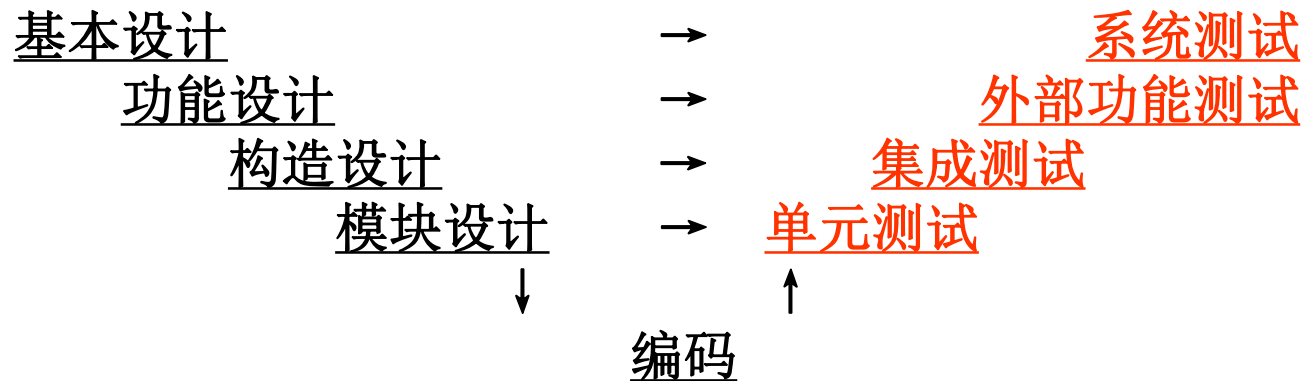 基本设计 → 系统测试
功能设计 → 外部功能测试
构造设计 → 集成测试
模块设计 → 单元测试
↓ ↑
编码